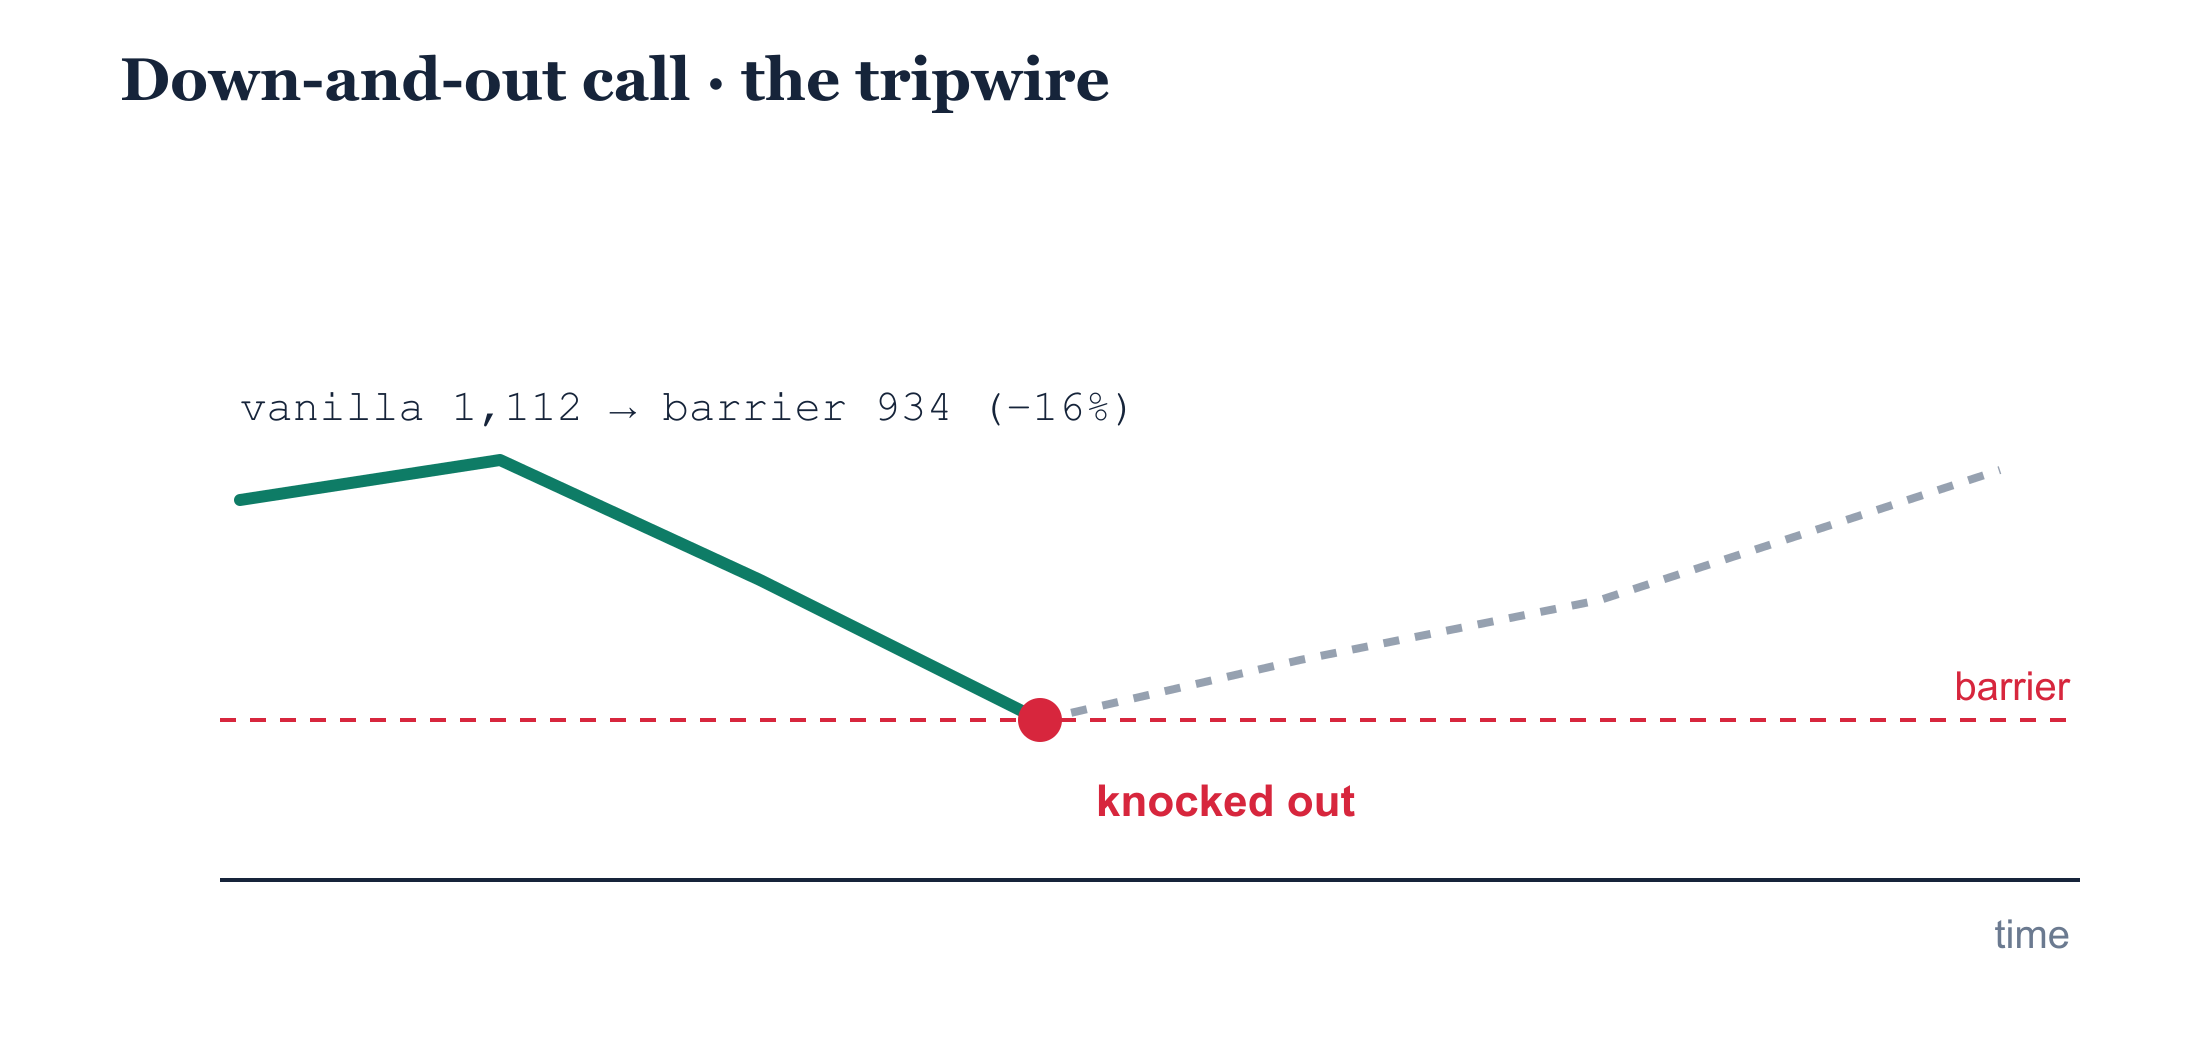 Down-and-out call · the tripwire
vanilla 1,112 → barrier 934 (−16%)
barrier
knocked out
time